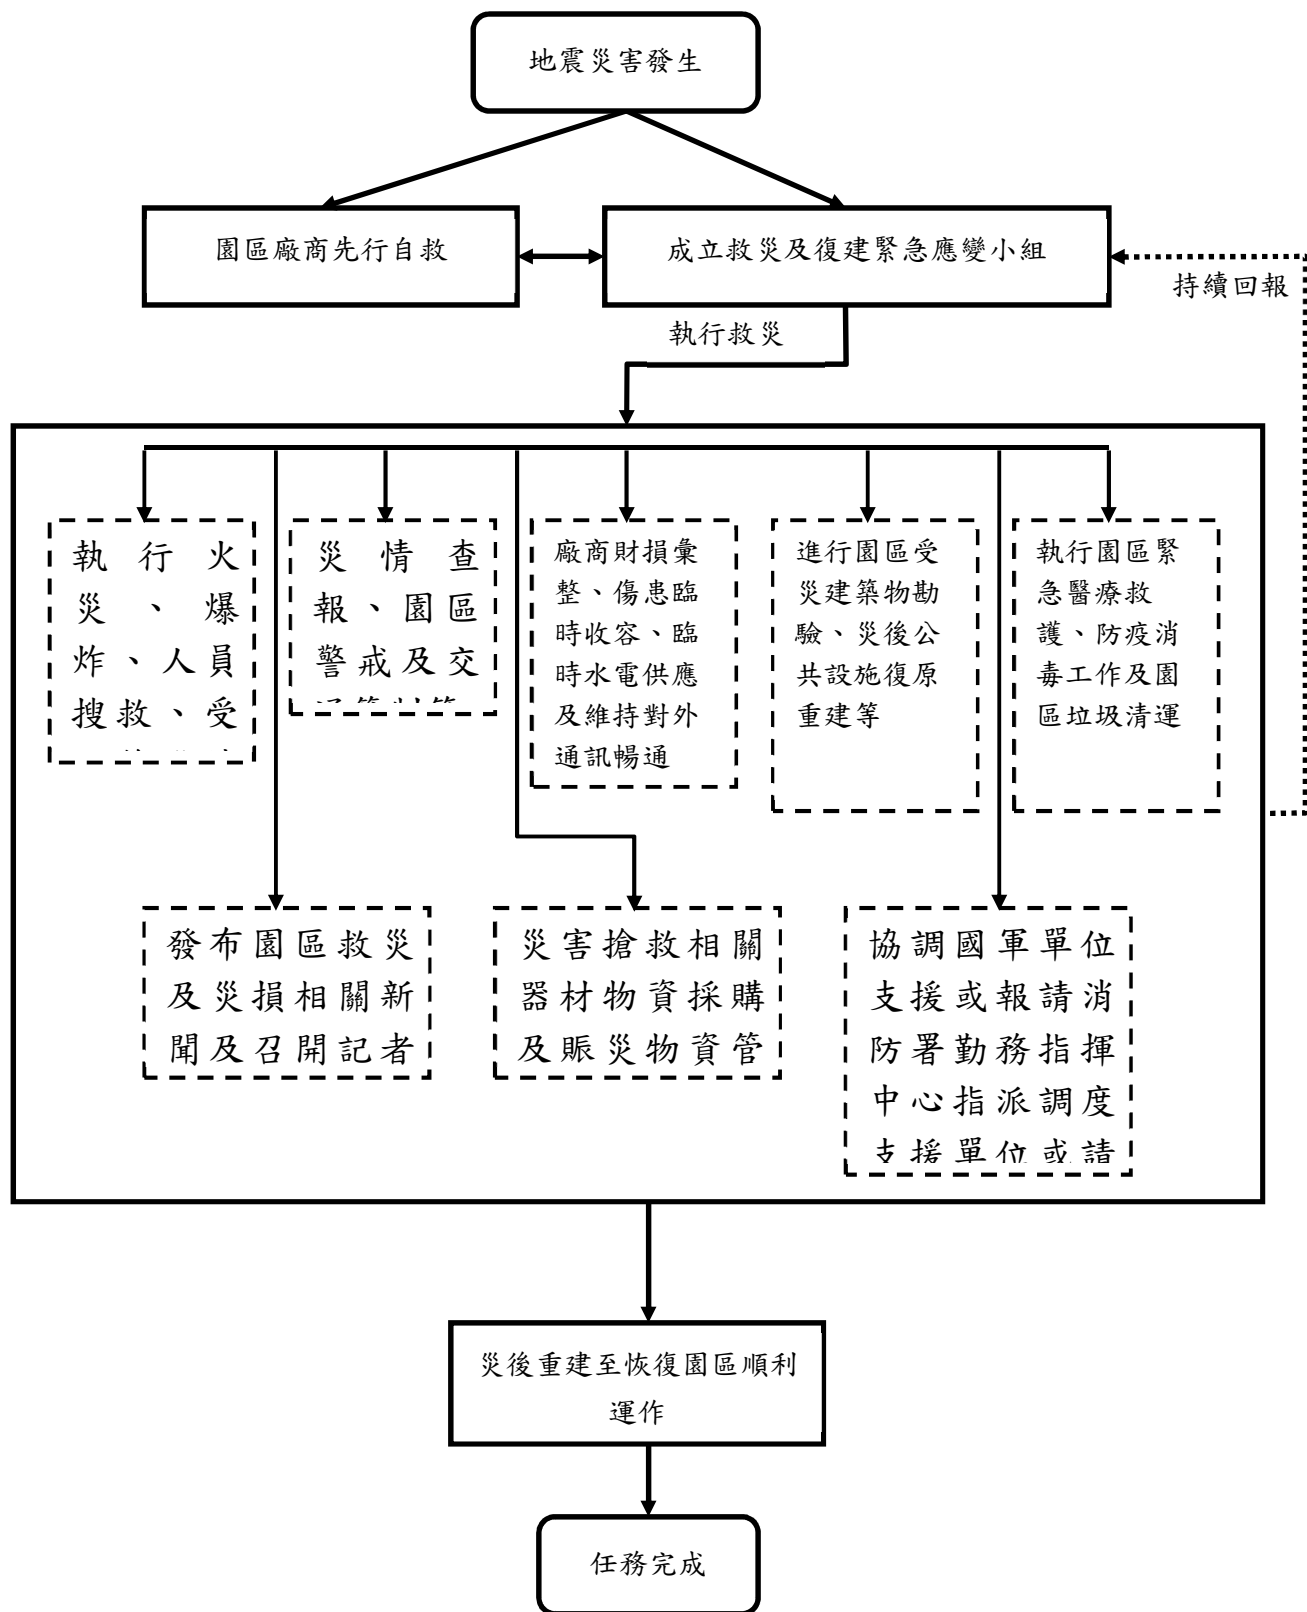 地震災害發生
園區廠商先行自救
成立救災及復建緊急應變小組
持續回報
執行救災
執行火
災、爆
炸、人員
搜救、受
災情查
報、園區
警戒及交
廠商財損彙
整、傷患臨
時收容、臨
時水電供應
及維持對外
通訊暢通
進行園區受
災建築物勘
驗、災後公
共設施復原
重建等
執行園區緊
急醫療救
護、防疫消
毒工作及園
區垃圾清運
發布園區救災
及災損相關新
聞及召開記者
災害搶救相關
器材物資採購
及賑災物資管
協調國軍單位
支援或報請消
防署勤務指揮
中心指派調度
支援單位或請
災後重建至恢復園區順利
運作
任務完成